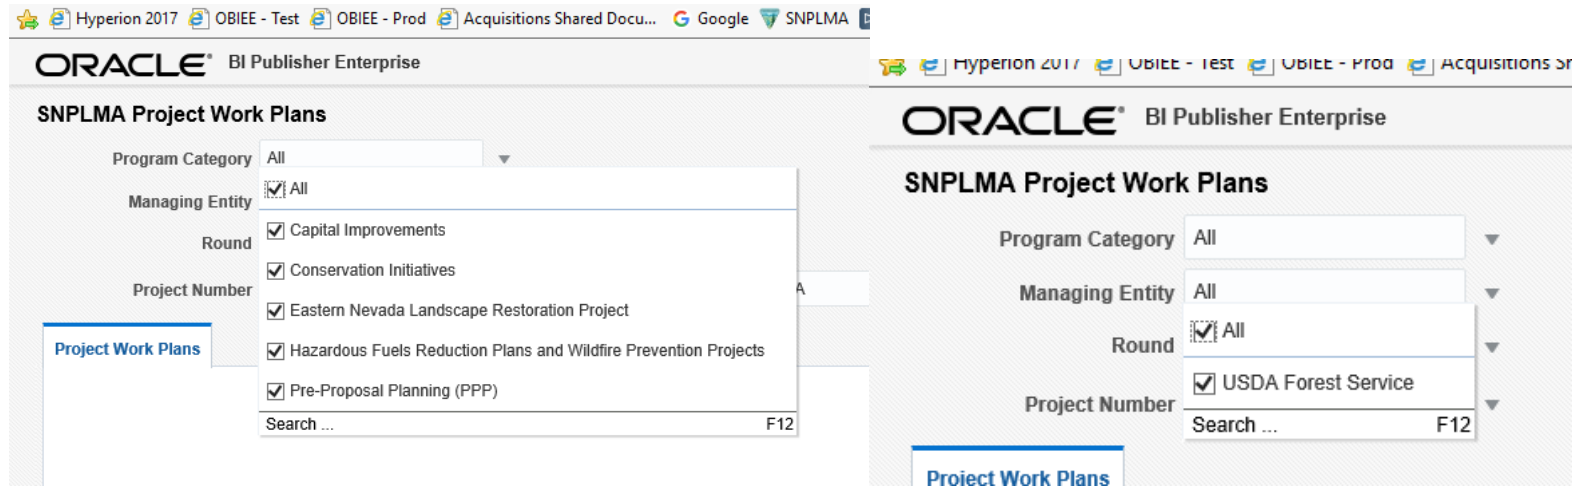 Hyperion 2017 OBIEE - Test OBIEE - Prod Acquisitions Shared Docu... Google SNPLMA
ORACLE BI Publisher Enterprise
SNPLMA Project Work Plans
Program Category All
All
Managing Entity
Capital Improvements
Round
Conservation Initiatives
Project Number
Eastern Nevada Landscape Restoration Project
A
Project Work Plans
Hazardous Fuels Reduction Plans and Wildfire Prevention Projects
Pre-Proposal Planning (PPP)
Search ... F12
Hyperion 2017 OBIEE - Test OBIEE - Prod Acquisitions Sh
ORACLE BI Publisher Enterprise
SNPLMA Project Work Plans
Program Category All
Managing Entity All
All
Round
USDA Forest Service
Project Number
Search ... F12
Project Work Plans